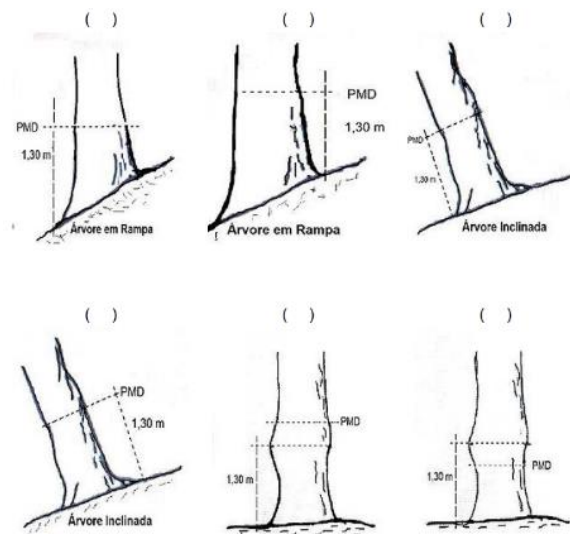 ( ) ( ) ( )
PMD
1,30 m
Árvore em Rampa
PMD
1,30 m
Árvore em Rampa
PMD
1,30 m
Árvore Inclinada
( ) ( ) ( )
PMD
1,30 m
Árvore Inclinada
PMD
1,30 m
1,30 m
PMD